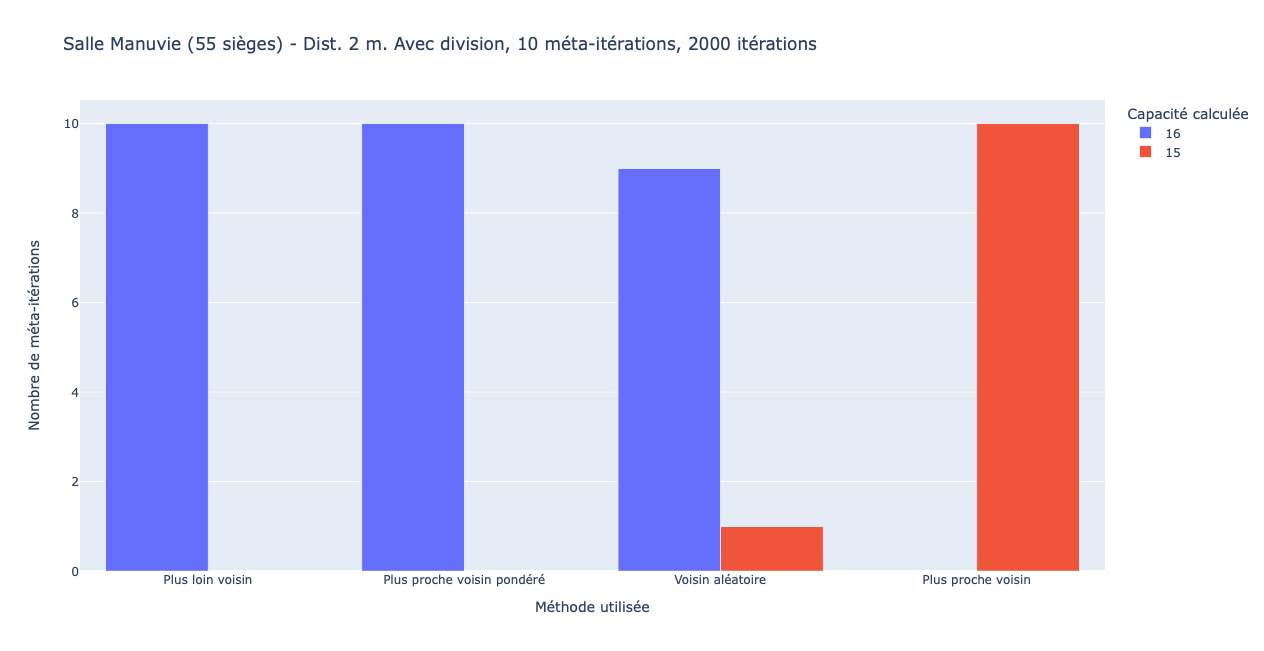 Salle Manuvie (55 sièges) - Dist. 2 m. Avec division, 10 méta-itérations, 2000 itérations
Capacité calculée
16
15
Nombre de méta-itérations
10
8
6
4
2
0
Plus loin voisin
Plus proche voisin pondéré
Voisin aléatoire
Plus proche voisin
Méthode utilisée